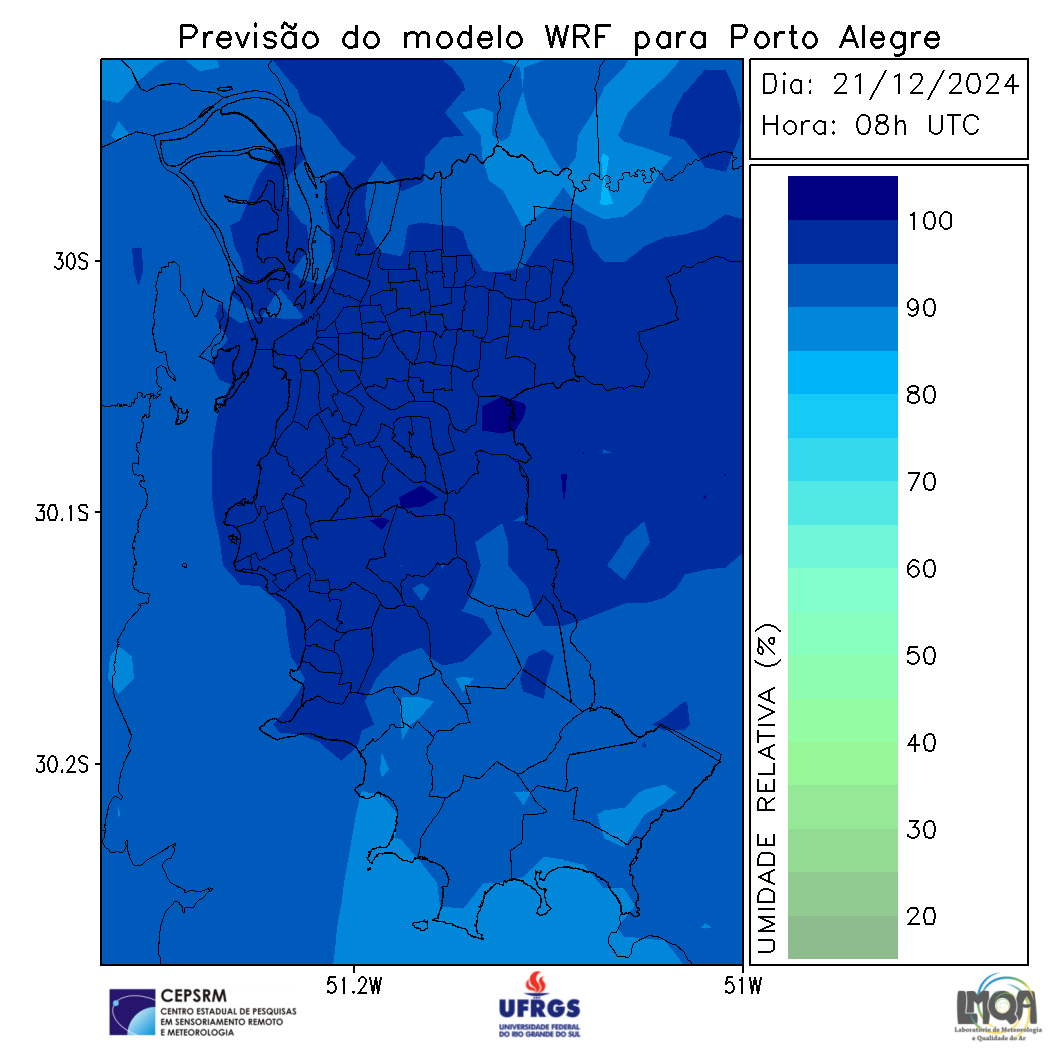 Previsão do modelo WRF para Porto Alegre
Dia: 21/12/2024
Hora: 08h UTC
30S
30.1S
30.2S
51.2W
51W
100
90
80
70
60
50
40
30
20
UMIDADE RELATIVA (%)
CEPSRM
CENTRO ESTADUAL DE PESQUISAS
EM SENSORIAMENTO REMOTO
E METEOROLOGIA
UFRGS
UNIVERSIDADE FEDERAL
DO RIO GRANDE DO SUL
LMQA
Laboratório de Meteorologia
e Qualidade do Ar